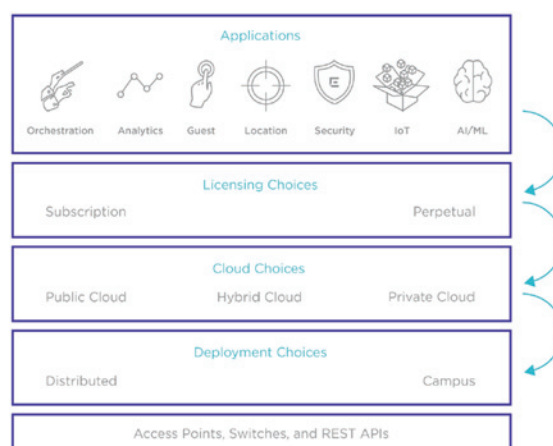 Applications
Orchestration Analytics Guest Location Security IoT AI/ML
Licensing Choices
Subscription Perpetual
Cloud Choices
Public Cloud Hybrid Cloud Private Cloud
Deployment Choices
Distributed Campus
Access Points, Switches, and REST APIs